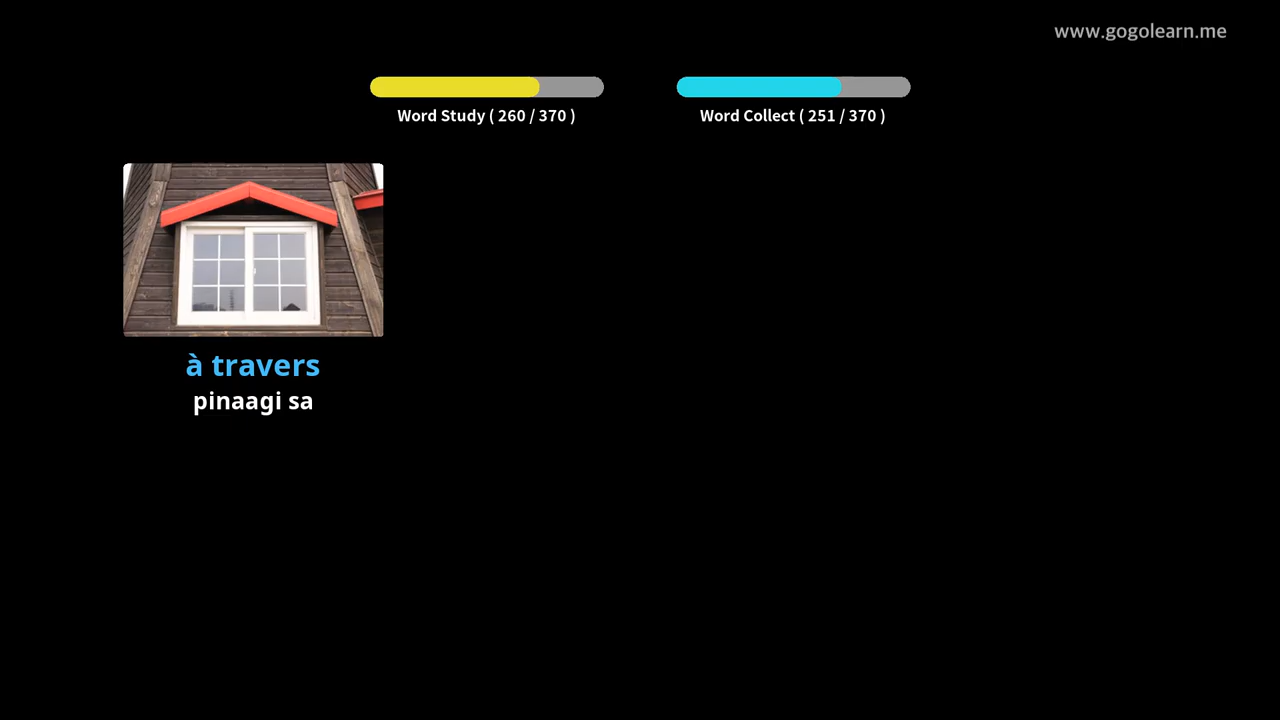 www.gogolearn.me
Word Study ( 260 / 370 )
Word Collect ( 251 / 370 )
à travers
pinaagi sa